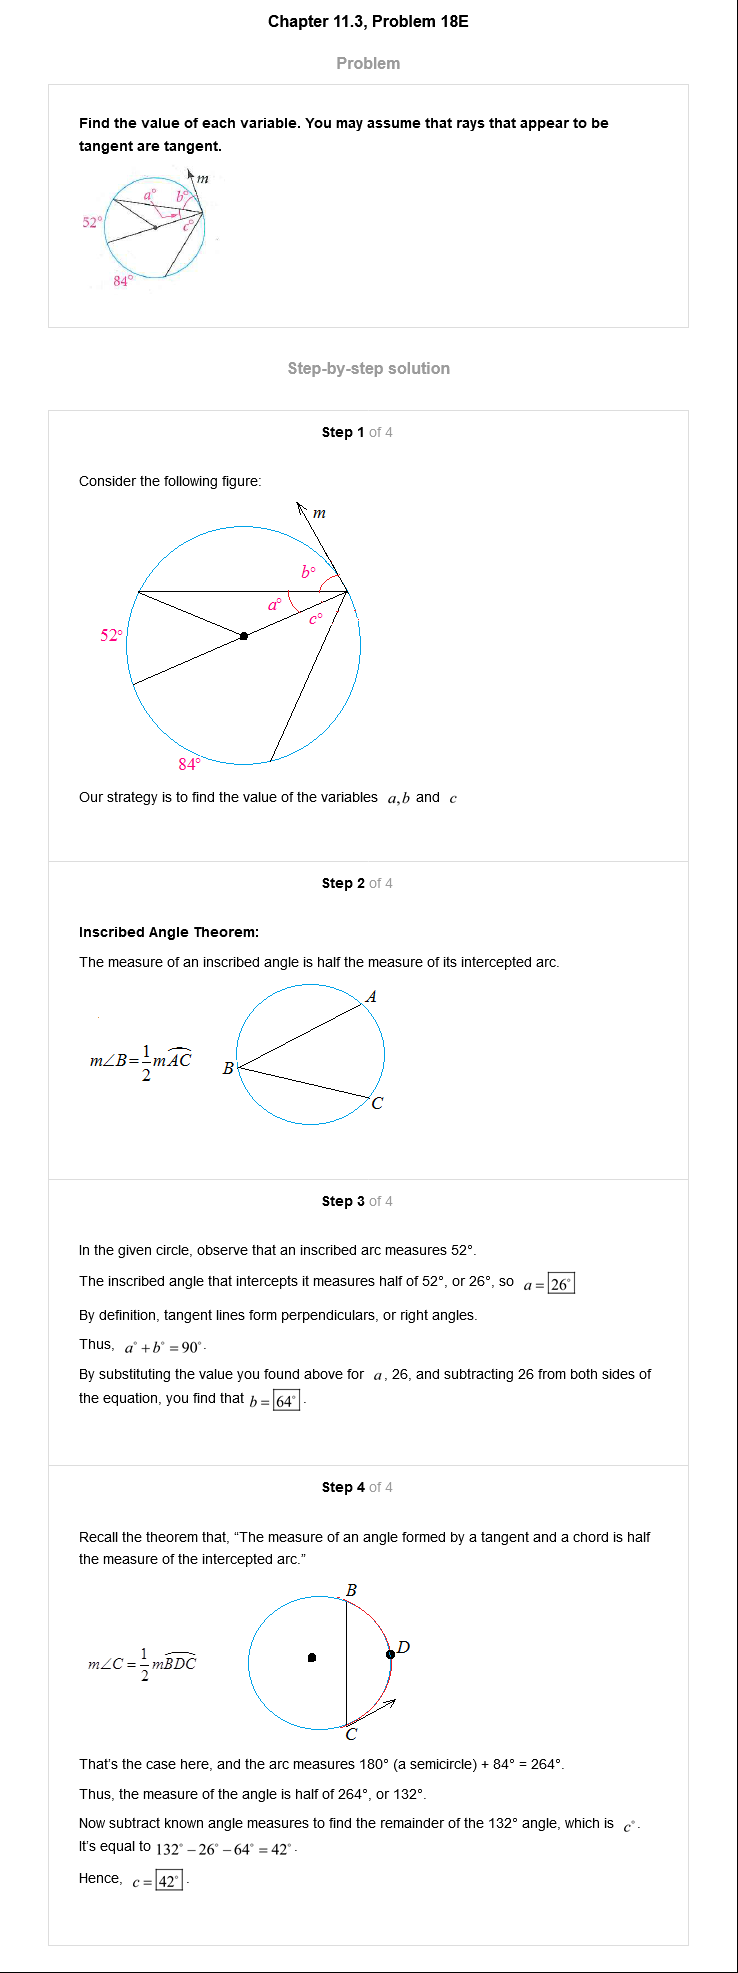 Chapter 11.3, Problem 18E
Problem
Find the value of each variable. You may assume that rays that appear to be
tangent are tangent.
m
a°
b°
52°
c°
84°
Step-by-step solution
Step 1 of 4
Consider the following figure:
m
b°
a°
c°
52°
84°
Our strategy is to find the value of the variables a,b and c
Step 2 of 4
Inscribed Angle Theorem:
The measure of an inscribed angle is half the measure of its intercepted arc.
A
m∠B=1/2 mAC
B
C
Step 3 of 4
In the given circle, observe that an inscribed arc measures 52°.
The inscribed angle that intercepts it measures half of 52°, or 26°, so a = 26°
By definition, tangent lines form perpendiculars, or right angles.
Thus, a° + b° = 90°.
By substituting the value you found above for a, 26, and subtracting 26 from both sides of
the equation, you find that b = 64°.
Step 4 of 4
Recall the theorem that, “The measure of an angle formed by a tangent and a chord is half
the measure of the intercepted arc.”
B
D
m∠C = 1/2 mBDC
C
That’s the case here, and the arc measures 180° (a semicircle) + 84° = 264°.
Thus, the measure of the angle is half of 264°, or 132°.
Now subtract known angle measures to find the remainder of the 132° angle, which is c°.
It’s equal to 132° – 26° – 64° = 42°.
Hence, c = 42°.